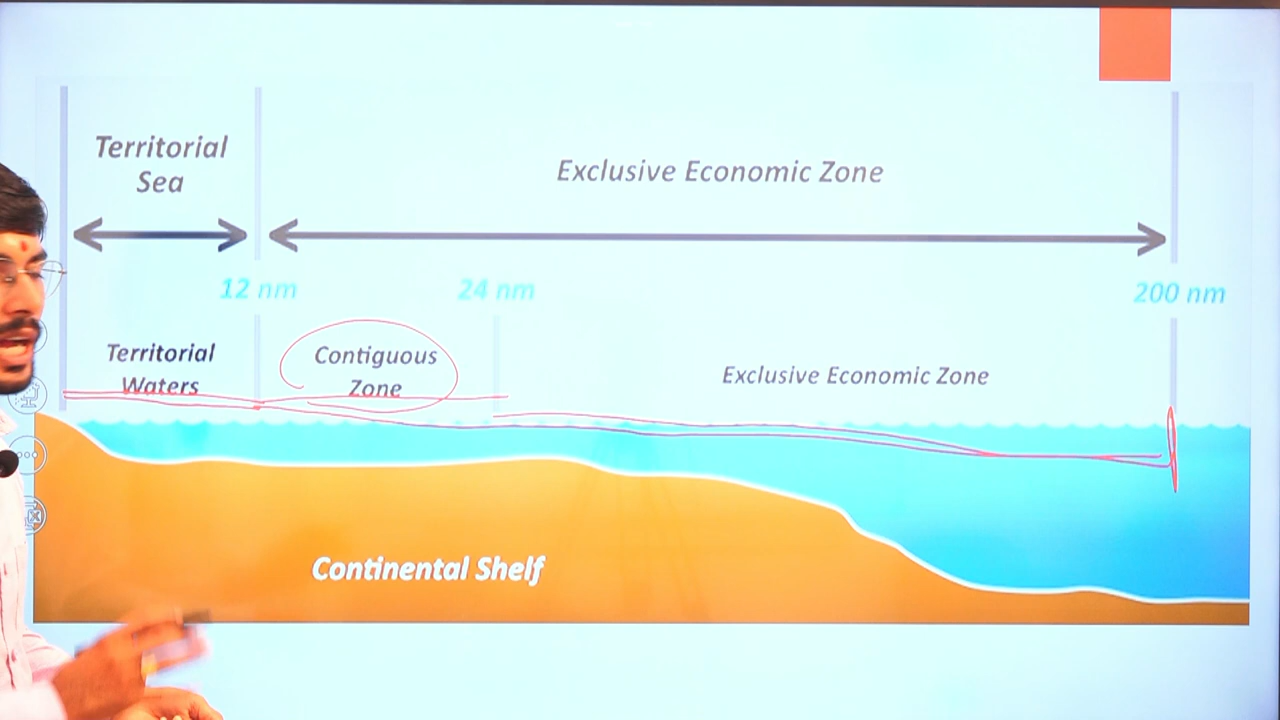 Territorial
Sea
Exclusive Economic Zone
12 nm
24 nm
200 nm
Territorial
Waters
Contiguous
Zone
Exclusive Economic Zone
Continental Shelf